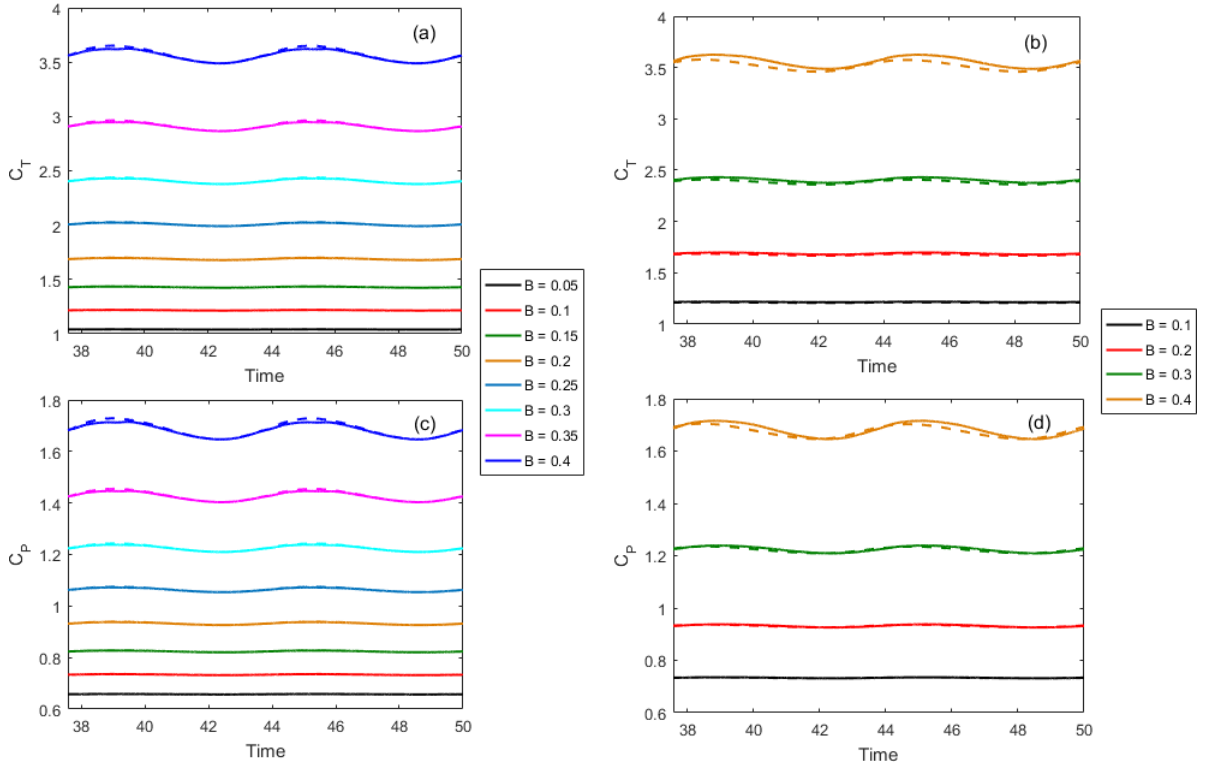 4
3.5
3
2.5
2
1.5
1
C_T
(a)
38 40 42 44 46 48 50
Time
4
3.5
3
2.5
2
1.5
1
C_T
(b)
38 40 42 44 46 48 50
Time
B = 0.05
B = 0.1
B = 0.15
B = 0.2
B = 0.25
B = 0.3
B = 0.35
B = 0.4
B = 0.1
B = 0.2
B = 0.3
B = 0.4
1.8
1.6
1.4
1.2
1
0.8
0.6
C_P
(c)
38 40 42 44 46 48 50
Time
1.8
1.6
1.4
1.2
1
0.8
0.6
C_P
(d)
38 40 42 44 46 48 50
Time